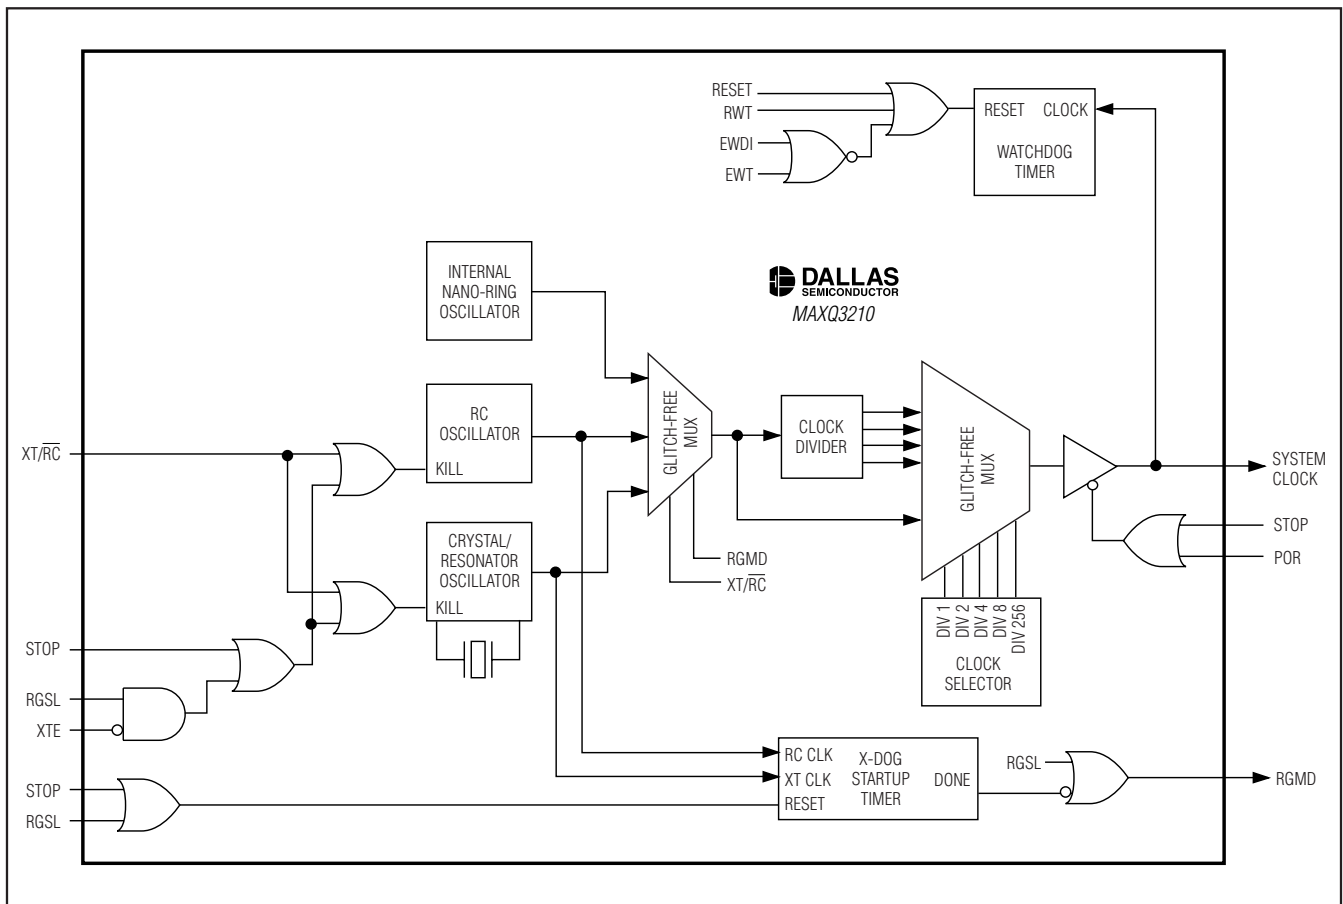 RESET
RWT
EWDI
EWT
RESET CLOCK
WATCHDOG
TIMER
INTERNAL
NANO-RING
OSCILLATOR
DALLAS
SEMICONDUCTOR
MAXQ3210
XT/R̅C̅
RC
OSCILLATOR
KILL
GLITCH-FREE
MUX
CLOCK
DIVIDER
GLITCH-FREE
MUX
SYSTEM
CLOCK
STOP
POR
CRYSTAL/
RESONATOR
OSCILLATOR
KILL
RGMD
XT/R̅C̅
DIV 1
DIV 2
DIV 4
DIV 8
DIV 256
CLOCK
SELECTOR
STOP
RGSL
XTE
STOP
RGSL
RC CLK
XT CLK
RESET
X-DOG
STARTUP
TIMER
DONE
RGSL
RGMD